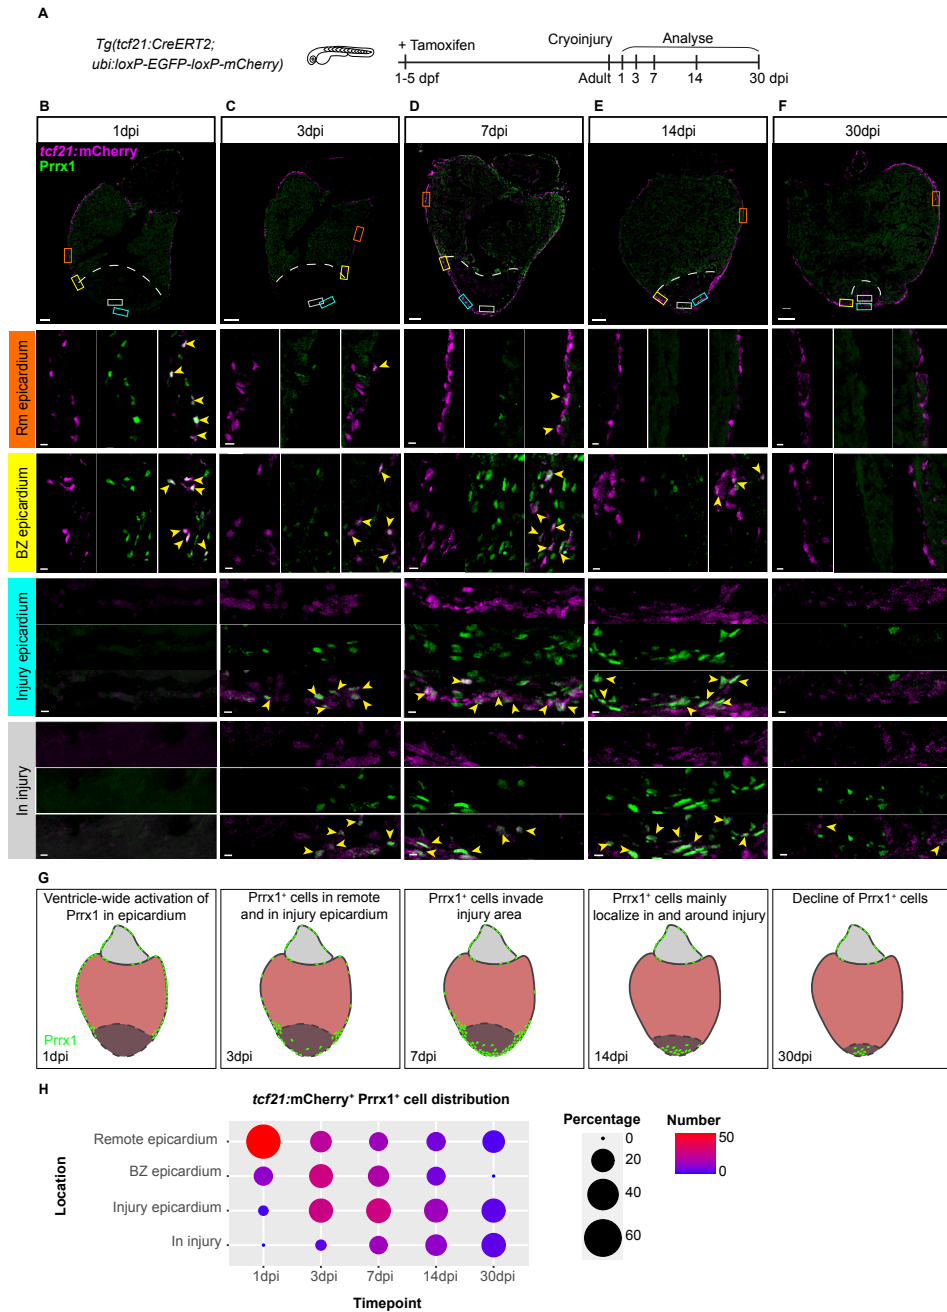 A
Tg(tcf21:CreERT2;
ubi:loxP-EGFP-loxP-mCherry)
+ Tamoxifen
Cryoinjury
Analyse
1-5 dpf
Adult
1
3
7
14
30 dpi
B
C
D
E
F
1dpi
3dpi
7dpi
14dpi
30dpi
tcf21:mCherry
Prrx1
Rm epicardium
BZ epicardium
Injury epicardium
In injury
G
Ventricle-wide activation of
Prrx1 in epicardium
Prrx1
1dpi
Prrx1⁺ cells in remote
and in injury epicardium
3dpi
Prrx1⁺ cells invade
injury area
7dpi
Prrx1⁺ cells mainly
localize in and around injury
14dpi
Decline of Prrx1⁺ cells
30dpi
H
tcf21:mCherry⁺ Prrx1⁺ cell distribution
Location
Remote epicardium
BZ epicardium
Injury epicardium
In injury
1dpi
3dpi
7dpi
14dpi
30dpi
Timepoint
Percentage
0
20
40
60
Number
50
0